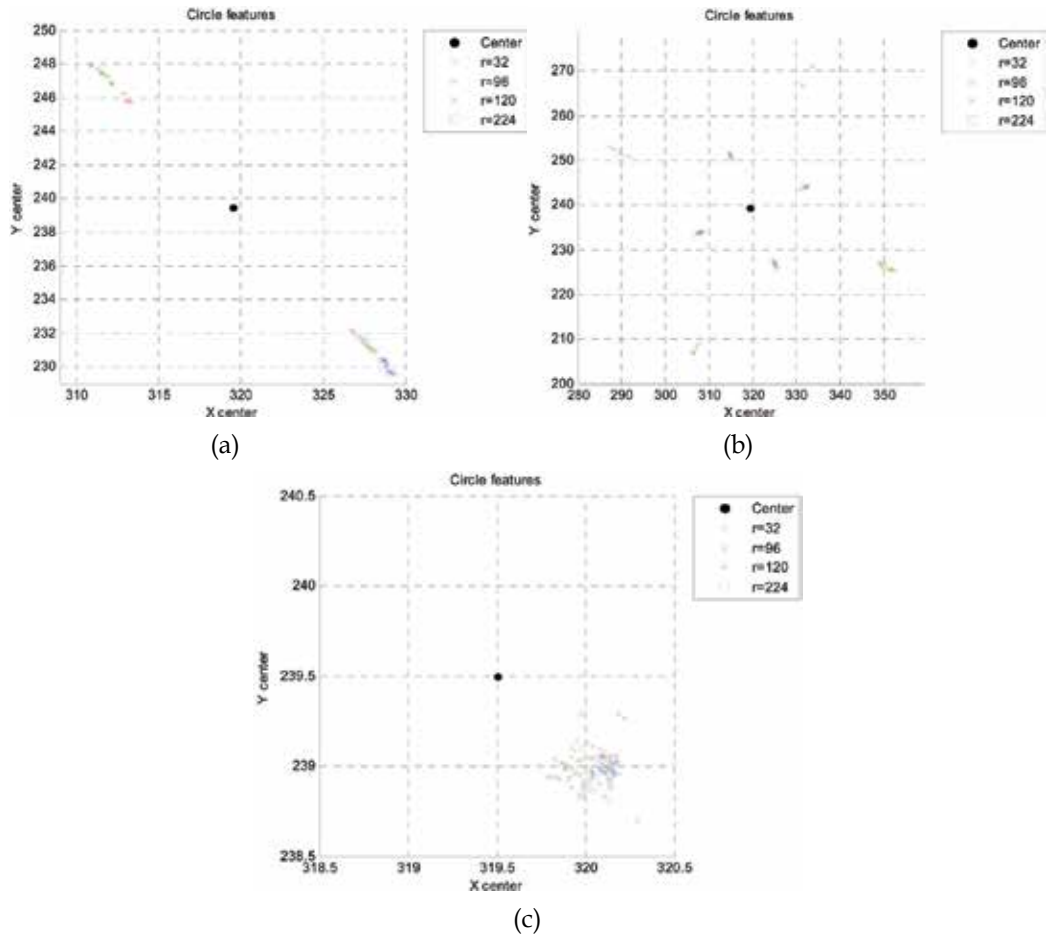 Circle features
250
248
246
244
242
240
238
236
234
232
230
Y center
310 315 320 325 330
X center
Center
r=32
r=96
r=120
r=224
(a)
Circle features
270
260
250
240
230
220
210
200
Y center
280 290 300 310 320 330 340 350
X center
Center
r=32
r=96
r=120
r=224
(b)
Circle features
240.5
240
239.5
239
238.5
Y center
318.5 319 319.5 320 320.5
X center
Center
r=32
r=96
r=120
r=224
(c)